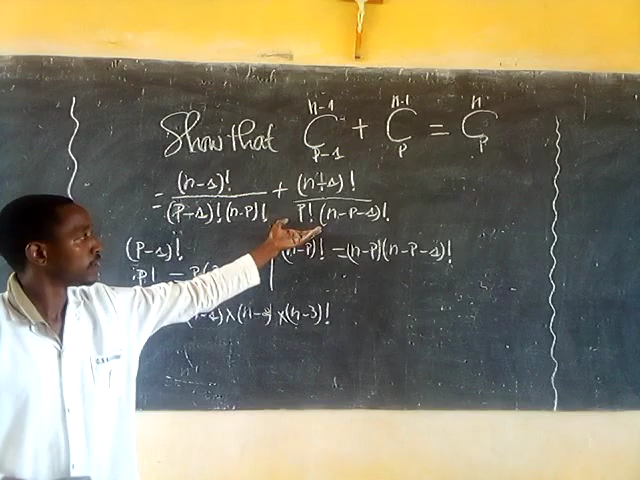 Show that C n-1 p-1 + C n-1 p = C n p
= (n-1)! / (P-1)!(n-P)! + (n+1)! / P!(n-P-1)!
(P-1)!
(n-P)! = (n-P)(n-P-1)!
P! = P(
×(n-3)!